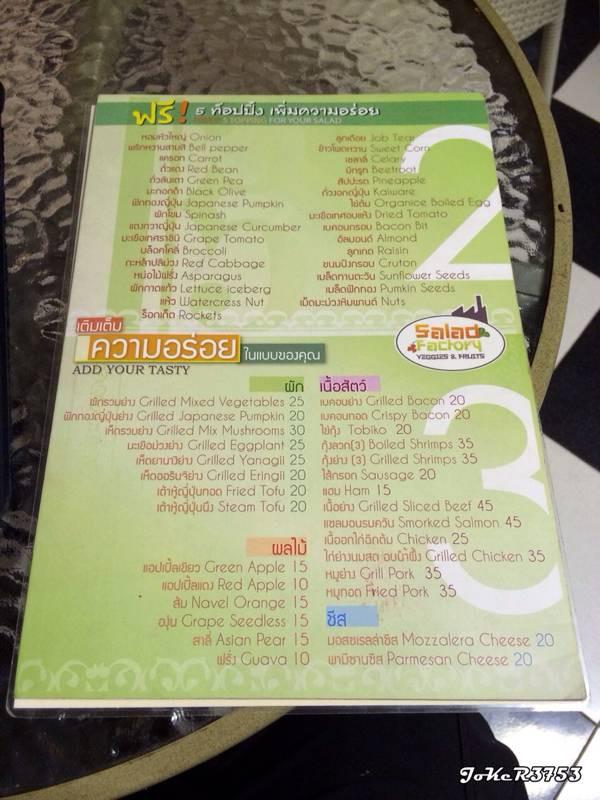 ฟรี! 5 ท็อปปิ้ง เพิ่มความอร่อย
5 TOPPING FOR YOUR SALAD
2
หอมหัวใหญ่ Onion
พริกหวานสามสี Bell pepper
แครอท Carrot
ถั่วแดง Red Bean
ถั่วลันเตา Green Pea
มะกอกดำ Black Olive
ฟักทองญี่ปุ่น Japanese Pumpkin
ผักโขม Spinash
แตงกวาญี่ปุ่น Japanese Curcumber
มะเขือเทศราชินี Grape Tomato
บล็อคโคลี่ Broccoli
กะหล่ำปลีม่วง Red Cabbage
หน่อไม้ฝรั่ง Asparagus
ผักกาดแก้ว Lettuce iceberg
แห้ว Watercress Nut
ร็อกเก็ต Rockets
ลูกเดือย Job Tear
ข้าวโพดหวาน Sweet Corn
เซลาลี่ Celary
บีทรูท Beetroot
สัปปะรด Pineapple
ถั่วงอกญี่ปุ่น Kaiware
ไข่ต้ม Organice Boiled Egg
มะเขือเทศอบแห้ง Dried Tomato
เบคอนกรอบ Bacon Bit
อัลมอนด์ Almond
ลูกเกด Raisin
ขนมปังกรอบ Cruton
เมล็ดทานตะวัน Sunflower Seeds
เมล็ดฟักทอง Pumkin Seeds
เม็ดมะม่วงหิมพานต์ Nuts
Salad Factory
VEGGIES & FRUITS
เติมเต็ม
ความอร่อย ในแบบของคุณ
ADD YOUR TASTY
3
ผัก
ผักรวมย่าง Grilled Mixed Vegetables 25
ฟักทองญี่ปุ่นย่าง Grilled Japanese Pumpkin 20
เห็ดรวมย่าง Grilled Mix Mushrooms 30
มะเขือม่วงย่าง Grilled Eggplant 25
เห็ดยานางิย่าง Grilled Yanagii 25
เห็ดออรินจิย่าง Grilled Eringii 20
เต้าหู้ญี่ปุ่นทอด Fried Tofu 20
เต้าหู้ญี่ปุ่นนึ่ง Steam Tofu 20
ผลไม้
แอปเปิ้ลเขียว Green Apple 15
แอปเปิ้ลแดง Red Apple 10
ส้ม Navel Orange 15
องุ่น Grape Seedless 15
สาลี่ Asian Pear 15
ฝรั่ง Guava 10
เนื้อสัตว์
เบคอนย่าง Grilled Bacon 20
เบคอนทอด Crispy Bacon 20
ไข่กุ้ง Tobiko 20
กุ้งลวก(3) Boiled Shrimps 35
กุ้งย่าง (3) Grilled Shrimps 35
ไส้กรอก Sausage 20
แฮม Ham 15
เนื้อย่าง Grilled Sliced Beef 45
แซลมอนรมควัน Smorked Salmon 45
เนื้ออกไก่ฉีกต้ม Chicken 25
ไก่ย่างนมสด อบน้ำผึ้ง Grilled Chicken 35
หมูย่าง Grill Pork 35
หมูทอด Fried Pork 35
ชีส
มอสซเรลล่าชีส Mozzalera Cheese 20
พามิซานชีส Parmesan Cheese 20
JoKeR3753